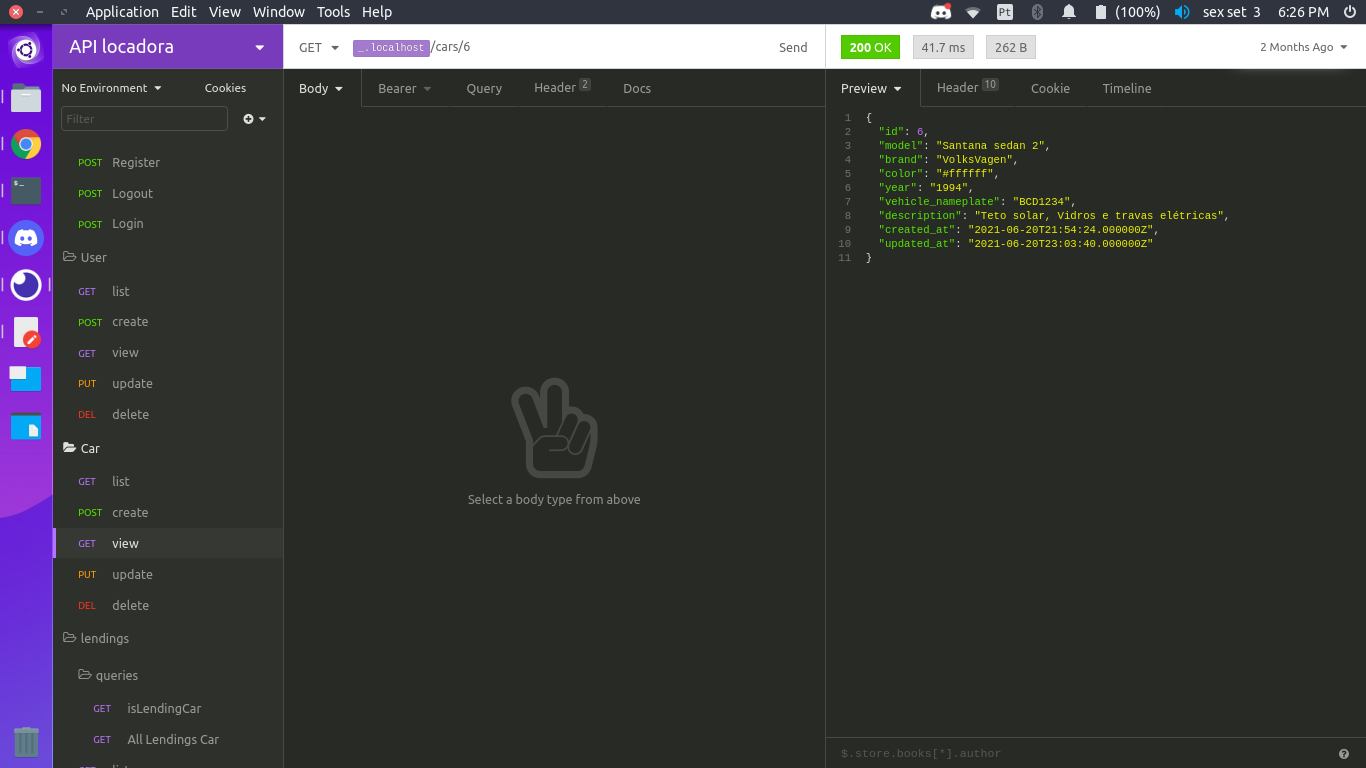 Application Edit View Window Tools Help
Pt (100%) sex set 3 6:26 PM
API locadora
GET _.localhost/cars/6 Send
200 OK 41.7 ms 262 B 2 Months Ago
No Environment Cookies
Filter
POST Register
POST Logout
POST Login
User
GET list
POST create
GET view
PUT update
DEL delete
Car
GET list
POST create
GET view
PUT update
DEL delete
lendings
queries
GET isLendingCar
GET All Lendings Car
Body Bearer Query Header 2 Docs
Select a body type from above
Preview Header 10 Cookie Timeline
1 {
2 "id": 6,
3 "model": "Santana sedan 2",
4 "brand": "VolksVagen",
5 "color": "#ffffff",
6 "year": "1994",
7 "vehicle_nameplate": "BCD1234",
8 "description": "Teto solar, Vidros e travas elétricas",
9 "created_at": "2021-06-20T21:54:24.000000Z",
10 "updated_at": "2021-06-20T23:03:40.000000Z"
11 }
$.store.books[*].author